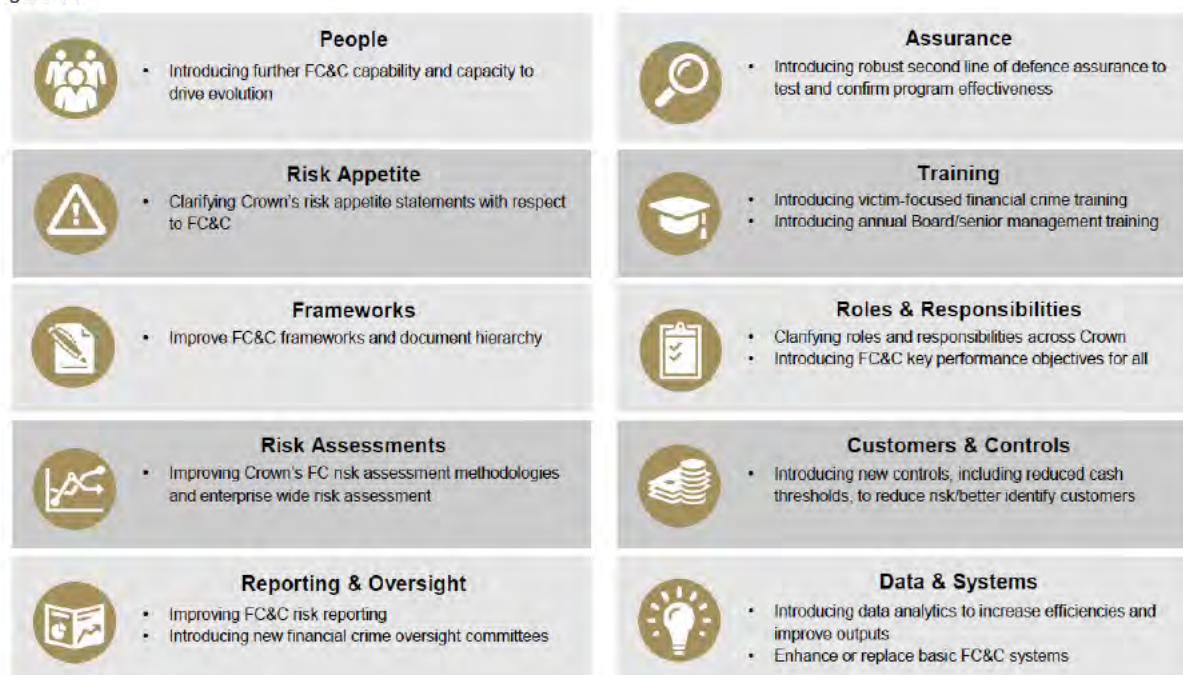 People
• Introducing further FC&C capability and capacity to
drive evolution
Assurance
• Introducing robust second line of defence assurance to
test and confirm program effectiveness
Risk Appetite
• Clarifying Crown's risk appetite statements with respect
to FC&C
Training
• Introducing victim-focused financial crime training
• Introducing annual Board/senior management training
Frameworks
• Improve FC&C frameworks and document hierarchy
Roles & Responsibilities
• Clarifying roles and responsibilities across Crown
• Introducing FC&C key performance objectives for all
Risk Assessments
• Improving Crown's FC risk assessment methodologies
and enterprise wide risk assessment
Customers & Controls
• Introducing new controls, including reduced cash
thresholds, to reduce risk/better identify customers
Reporting & Oversight
• Improving FC&C risk reporting
• Introducing new financial crime oversight committees
Data & Systems
• Introducing data analytics to increase efficiencies and
improve outputs
• Enhance or replace basic FC&C systems